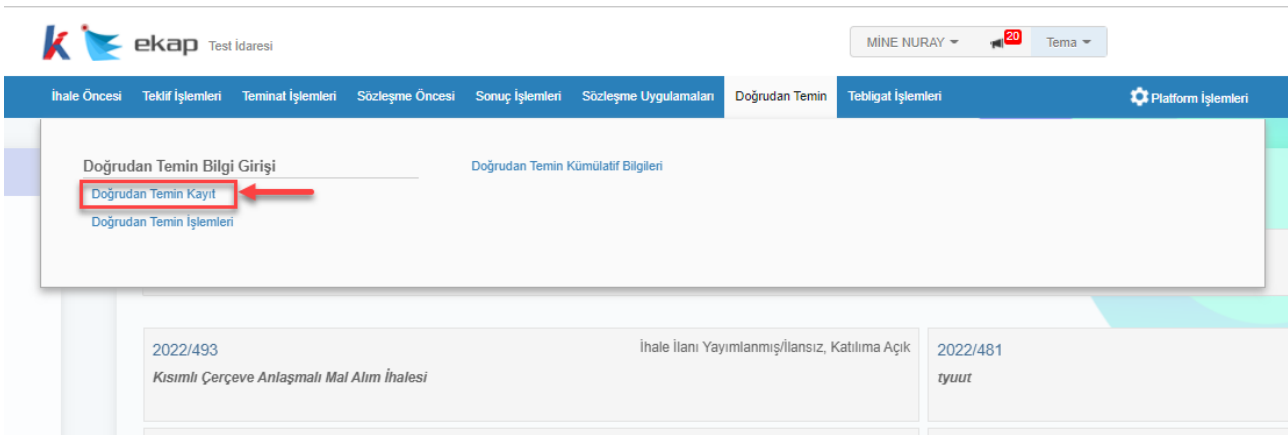 ekap Test İdaresi
MİNE NURAY 20 Tema
İhale Öncesi Teklif İşlemleri Teminat İşlemleri Sözleşme Öncesi Sonuç İşlemleri Sözleşme Uygulamaları Doğrudan Temin Tebligat İşlemleri Platform İşlemleri
Doğrudan Temin Bilgi Girişi
Doğrudan Temin Kayıt
Doğrudan Temin İşlemleri
Doğrudan Temin Kümülatif Bilgileri
2022/493 İhale İlanı Yayımlanmış/İlansız, Katılıma Açık
Kısımlı Çerçeve Anlaşmalı Mal Alım İhalesi
2022/481
tyuut